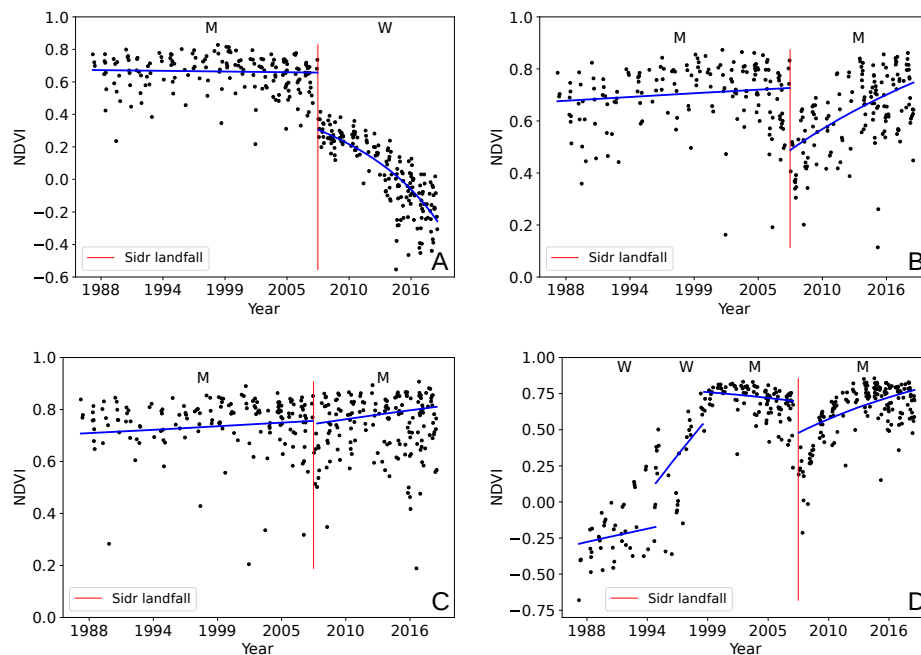 M W
1.0
0.8
0.6
0.4
0.2
0.0
−0.2
−0.4
−0.6
NDVI
Sidr landfall
A
1988 1994 1999 2005 2010 2016
Year
M M
1.0
0.8
0.6
0.4
0.2
0.0
NDVI
Sidr landfall
B
1988 1994 1999 2005 2010 2016
Year
M M
1.0
0.8
0.6
0.4
0.2
0.0
NDVI
Sidr landfall
C
1988 1994 1999 2005 2010 2016
Year
W W M M
1.00
0.75
0.50
0.25
0.00
−0.25
−0.50
−0.75
NDVI
Sidr landfall
D
1988 1994 1999 2005 2010 2016
Year